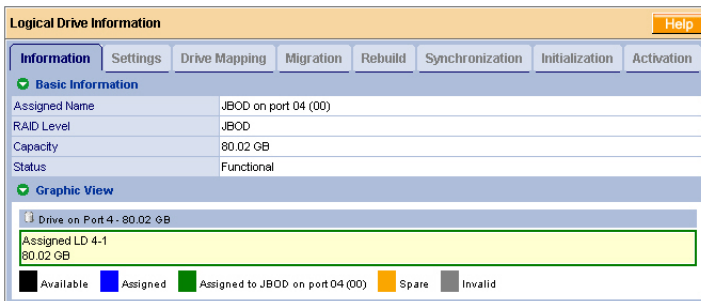 Logical Drive Information Help
Information Settings Drive Mapping Migration Rebuild Synchronization Initialization Activation
Basic Information
Assigned Name JBOD on port 04 (00)
RAID Level JBOD
Capacity 80.02 GB
Status Functional
Graphic View
Drive on Port 4 - 80.02 GB
Assigned LD 4-1
80.02 GB
Available Assigned Assigned to JBOD on port 04 (00) Spare Invalid